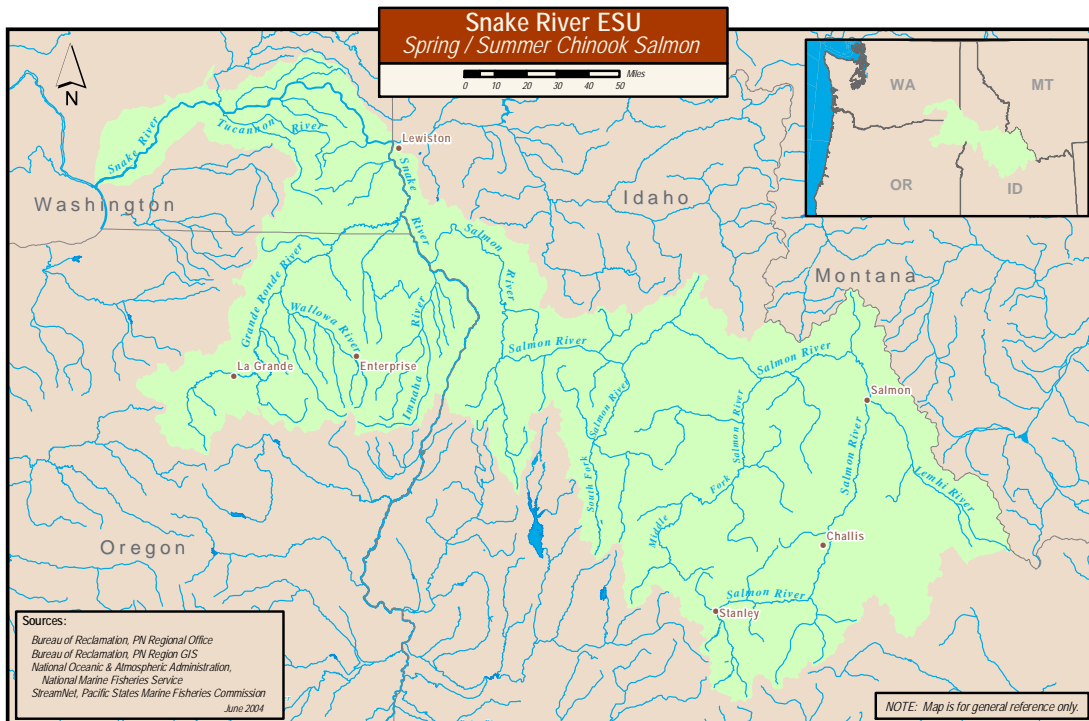 Snake River ESU
Spring / Summer Chinook Salmon
Miles
0 10 20 30 40 50
N
WA
MT
OR
ID
Tucannon River
Lewiston
Snake River
Snake River
Washington
Idaho
Salmon River
Montana
Grande Ronde River
Wallowa River
Imnaha River
Salmon River
Salmon River
La Grande
Enterprise
Salmon
South Fork Salmon River
Middle Fork Salmon River
Salmon River
Lemhi River
Oregon
Challis
Salmon River
Stanley
Sources:
Bureau of Reclamation, PN Regional Office
Bureau of Reclamation, PN Region GIS
National Oceanic & Atmospheric Administration,
National Marine Fisheries Service
StreamNet, Pacific States Marine Fisheries Commission
June 2004
NOTE: Map is for general reference only.